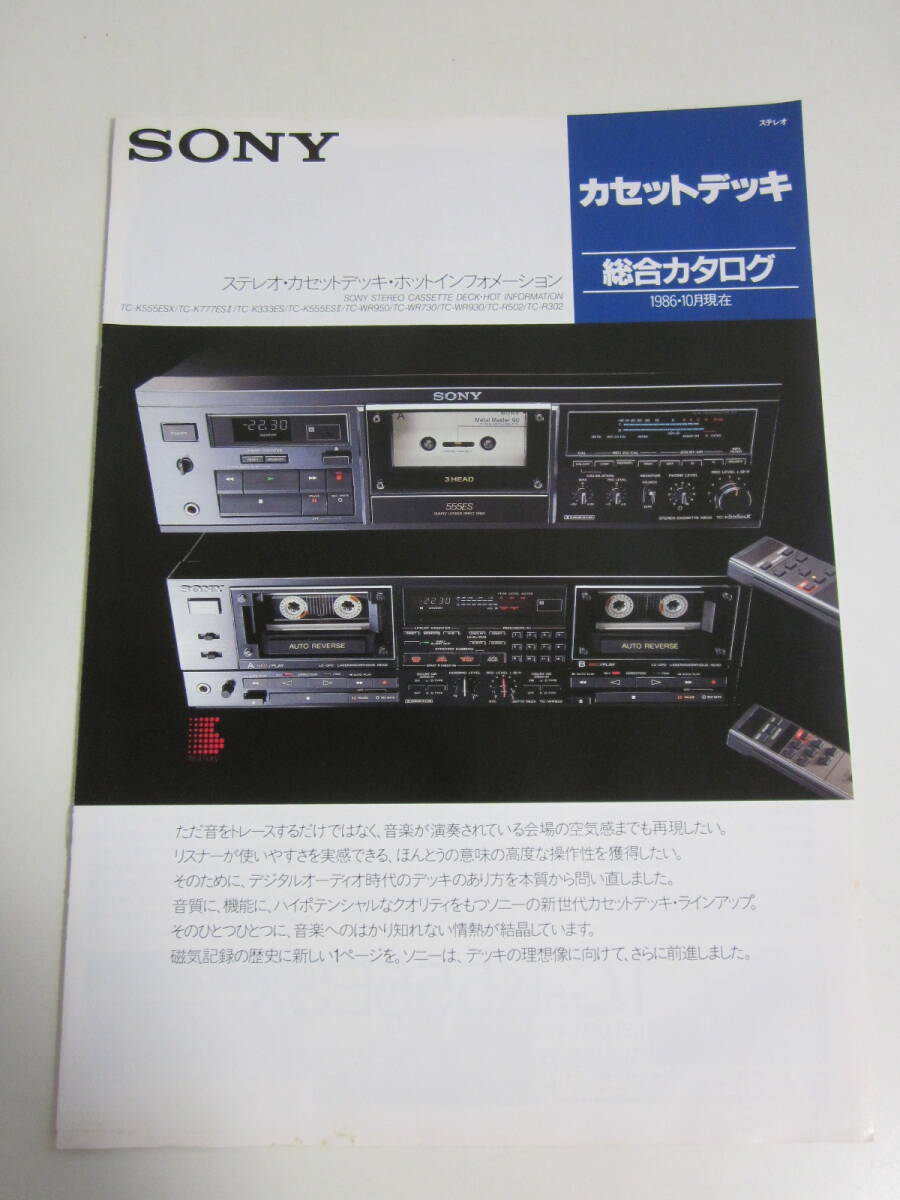 SONY
ステレオ
カセットデッキ
総合カタログ
1986・10月現在
ステレオ・カセットデッキ・ホットインフォメーション
SONY STEREO CASSETTE DECK・HOT INFORMATION
TC-K555ESX/TC-K777ESII/TC-K333ES/TC-K555ESII/TC-WR950/TC-WR730/TC-WR930/TC-R502/TC-R302
SONY
-22.30
A
Metal Master 90
3 HEAD
555ES
SONY
-22.30
AUTO REVERSE
AUTO REVERSE
A REC/PLAY
B REC/PLAY
ただ音をトレースするだけではなく、音楽が演奏されている会場の空気感までも再現したい。
リスナーが使いやすさを実感できる、ほんとうの意味の高度な操作性を獲得したい。
そのために、デジタルオーディオ時代のデッキのあり方を本質から問い直しました。
音質に、機能に、ハイポテンシャルなクオリティをもつソニーの新世代カセットデッキ・ラインアップ。
そのひとつひとつに、音楽へのはかり知れない情熱が結晶しています。
磁気記録の歴史に新しい1ページを。ソニーは、デッキの理想像に向けて、さらに前進しました。